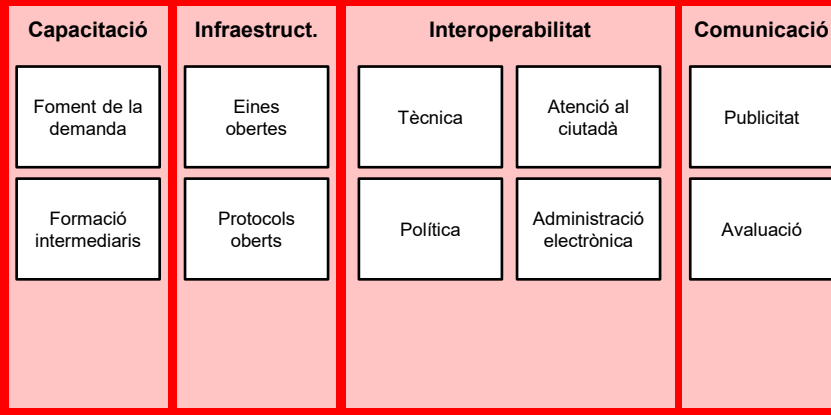 Capacitació
Infraestruct.
Interoperabilitat
Comunicació
Foment de la
demanda
Eines
obertes
Tècnica
Atenció al
ciutadà
Publicitat
Formació
intermediaris
Protocols
oberts
Política
Administració
electrònica
Avaluació